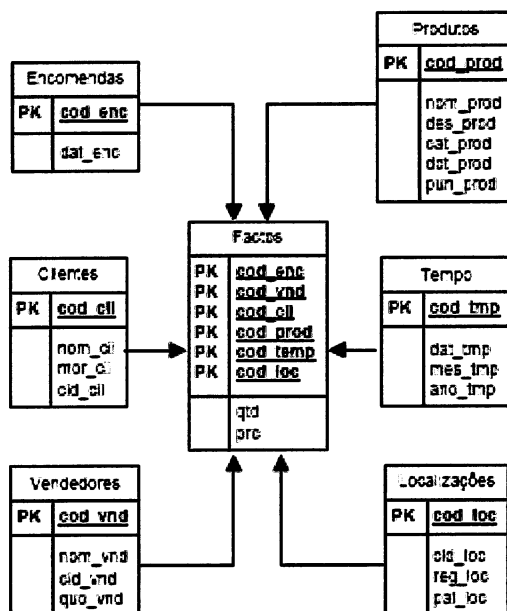 Encomendas
PK cod_enc
dat_enc
Produtos
PK cod_prod
nom_prod
des_prod
cat_prod
dst_prod
pun_prod
Factos
PK cod_enc
PK cod_vnd
PK cod_cli
PK cod_prod
PK cod_temp
PK cod_loc
qtd
prc
Clientes
PK cod_cli
nom_cli
mor_cli
cid_cli
Tempo
PK cod_tmp
dat_tmp
mes_tmp
ano_tmp
Vendedores
PK cod_vnd
nom_vnd
cid_vnd
quo_vnd
Localizações
PK cod_loc
cid_loc
reg_loc
pai_loc